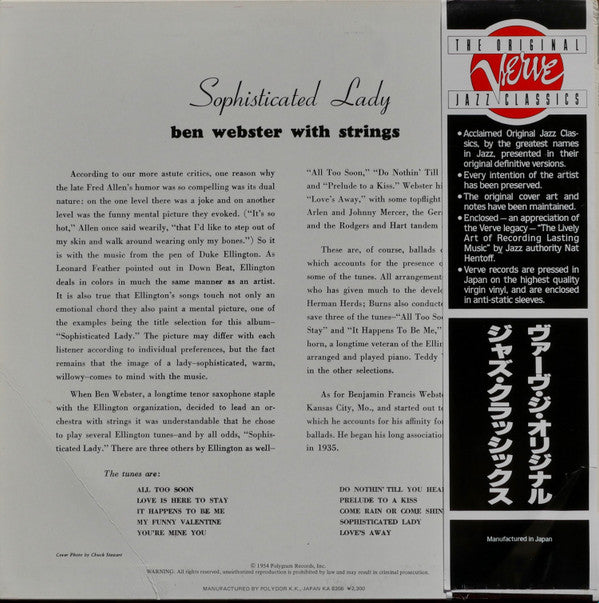 Sophisticated Lady
ben webster with strings
According to our more astute critics, one reason why
the late Fred Allen's humor was so compelling was its dual
nature: on the one level there was a joke and on another
level was the funny mental picture they evoked. ("It's so
hot," Allen once said wearily, "that I'd like to step out of
my skin and walk around wearing only my bones.") So it
is with the music from the pen of Duke Ellington. As
Leonard Feather pointed out in Down Beat, Ellington
deals in colors in much the same manner as an artist.
It is also true that Ellington's songs touch not only an
emotional chord they also paint a mental picture, one of
the examples being the title selection for this album—
"Sophisticated Lady." The picture may differ with each
listener according to individual preferences, but the fact
remains that the image of a lady—sophisticated, warm,
willowy—comes to mind with the music.
When Ben Webster, a longtime tenor saxophone staple
with the Ellington organization, decided to lead an or-
chestra with strings it was understandable that he chose
to play several Ellington tunes—and by all odds, "Sophis-
ticated Lady." There are three others by Ellington as well—
"All Too Soon," "Do Nothin' Till
and "Prelude to a Kiss." Webster hi
"Love's Away," with some topflight
Arlen and Johnny Mercer, the Ger
and the Rodgers and Hart tandem
These are, of course, ballads
which accounts for the presence o
some of the tunes. All arrangement
who has given much to the devel
Herman Herds; Burns also conducte
save three of the tunes—"All Too Soo
Stay" and "It Happens To Be Me,"
horn, a longtime veteran of the Ellin
arranged and played piano. Teddy
in the other selections.
As for Benjamin Francis Webste
Kansas City, Mo., and started out t
which he accounts for his affinity fo
ballads. He began his long associatio
in 1935.
The tunes are:
ALL TOO SOON
LOVE IS HERE TO STAY
IT HAPPENS TO BE ME
MY FUNNY VALENTINE
YOU'RE MINE YOU
DO NOTHIN' TILL YOU HEA
PRELUDE TO A KISS
COME RAIN OR COME SHIN
SOPHISTICATED LADY
LOVE'S AWAY
Cover Photo by Chuck Stewart
© 1954 Polygram Records, Inc.
WARNING: All rights reserved, unauthorized reproduction is prohibited by law and may result in criminal prosecution.
MANUFACTURED BY POLYDOR K.K., JAPAN KA 5256 ¥2,300
THE ORIGINAL
Verve
JAZZ CLASSICS
• Acclaimed Original Jazz Clas-
sics, by the greatest names
in Jazz, presented in their
original definitive versions.
• Every intention of the artist
has been preserved.
• The original cover art and
notes have been maintained.
• Enclosed — an appreciation of
the Verve legacy — "The Lively
Art of Recording Lasting
Music" by Jazz authority Nat
Hentoff.
• Verve records are pressed in
Japan on the highest quality
virgin vinyl, and are enclosed
in anti-static sleeves.
ヴァーヴ・ジ・オリジナル
ジャズ・クラッシックス
Manufactured in Japan